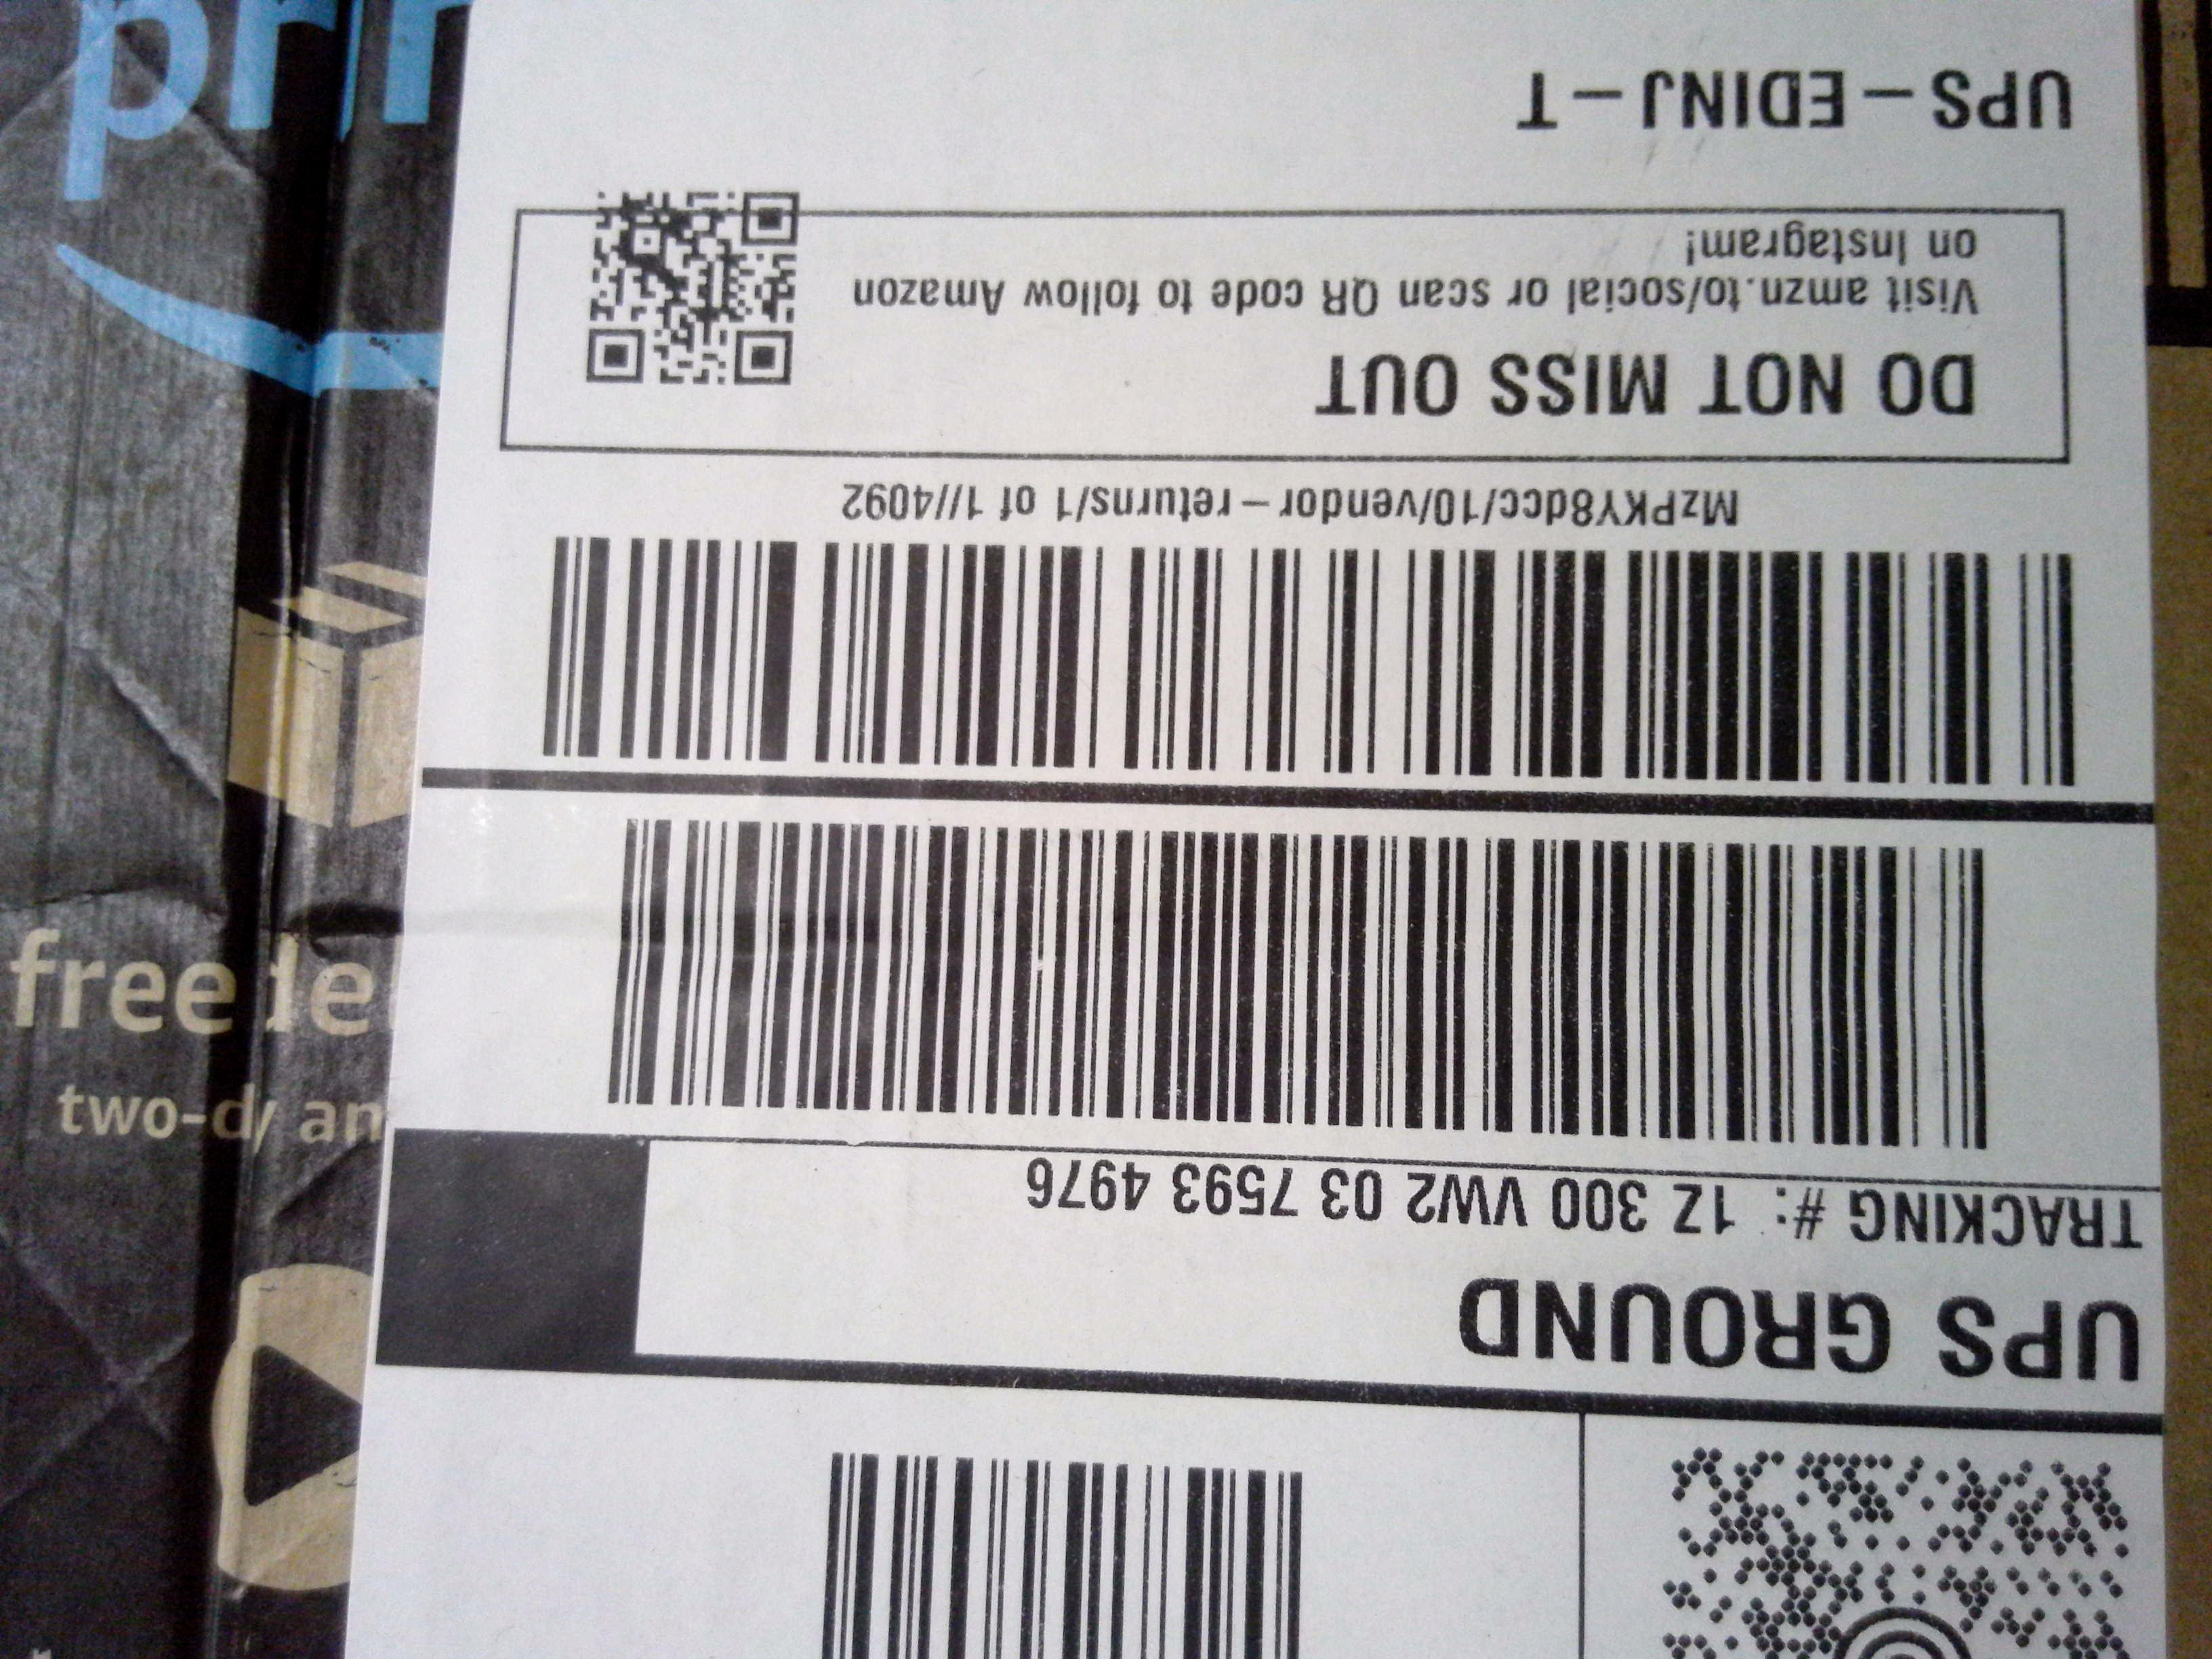 UPS GROUND
TRACKING #: 1Z 300 VW2 03 7593 4976
MzPKY8dcc/10/vendor-returns/1 of 1//4092
DO NOT MISS OUT
Visit amzn.to/social or scan QR code to follow Amazon
on Instagram!
UPS-EDINJ-T
free
two-d
an